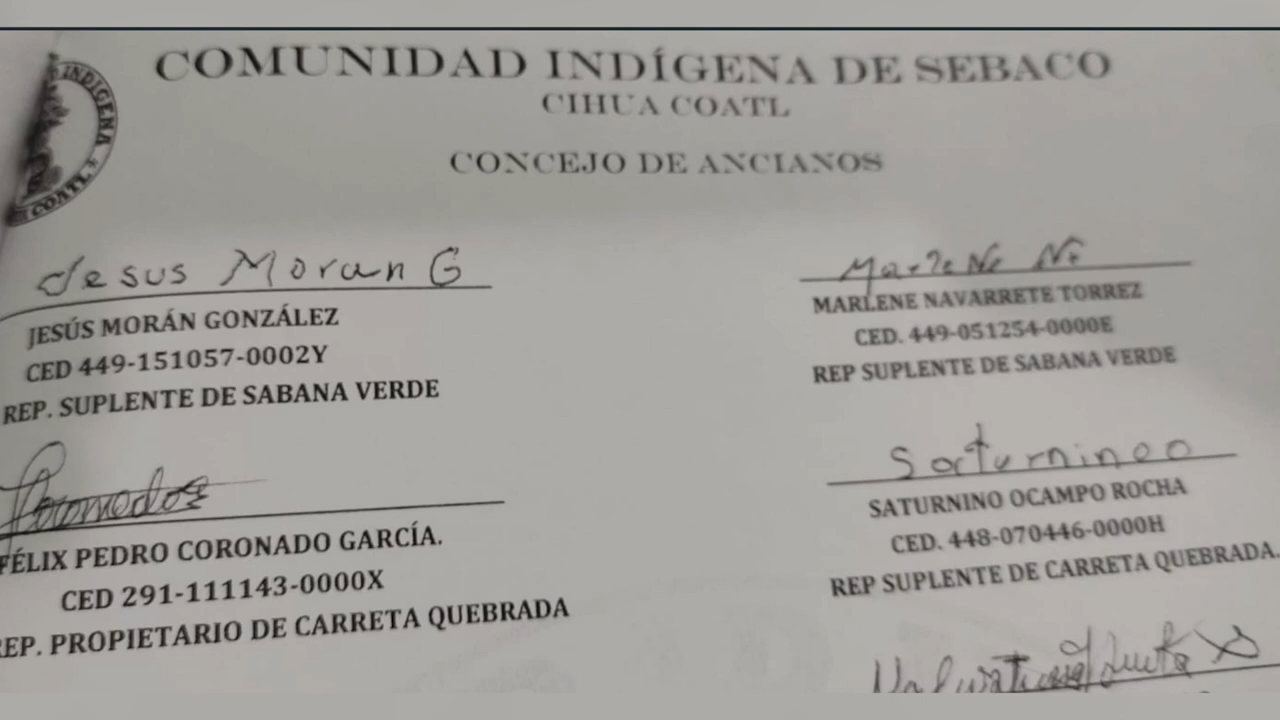 COMUNIDAD INDÍGENA DE SEBACO
CIHUA COATL
CONCEJO DE ANCIANOS
INDIGENA
COATL
Jesus Moran G
JESÚS MORÁN GONZÁLEZ
CED 449-151057-0002Y
REP. SUPLENTE DE SABANA VERDE
MARLENE NAVARRETE TORREZ
CED. 449-051254-0000E
REP SUPLENTE DE SABANA VERDE
FÉLIX PEDRO CORONADO GARCÍA.
CED 291-111143-0000X
REP. PROPIETARIO DE CARRETA QUEBRADA
SATURNINO OCAMPO ROCHA
CED. 448-070446-0000H
REP SUPLENTE DE CARRETA QUEBRADA.